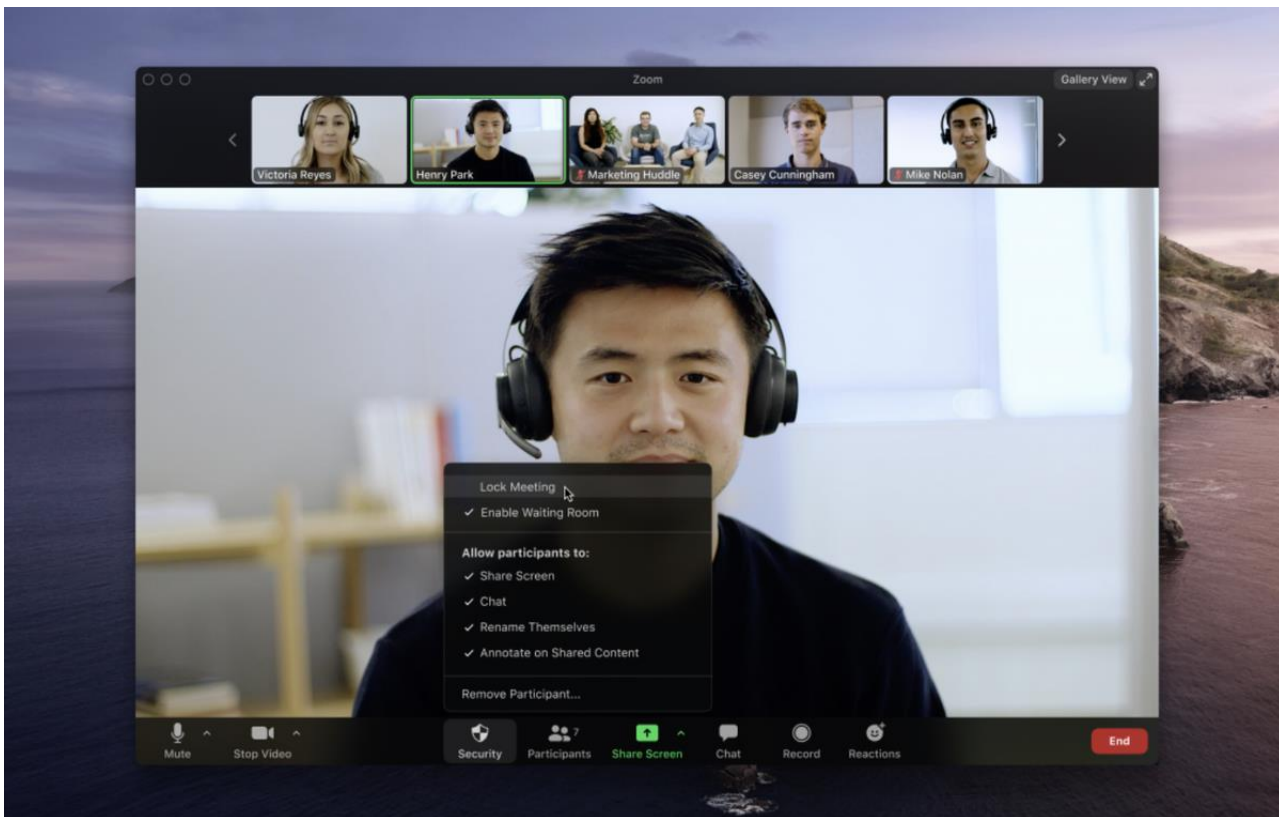 Zoom
Gallery View
Victoria Reyes
Henry Park
Marketing Huddle
Casey Cunningham
Mike Nolan
Lock Meeting
Enable Waiting Room
Allow participants to:
Share Screen
Chat
Rename Themselves
Annotate on Shared Content
Remove Participant...
7
Mute
Stop Video
Security
Participants
Share Screen
Chat
Record
Reactions
End